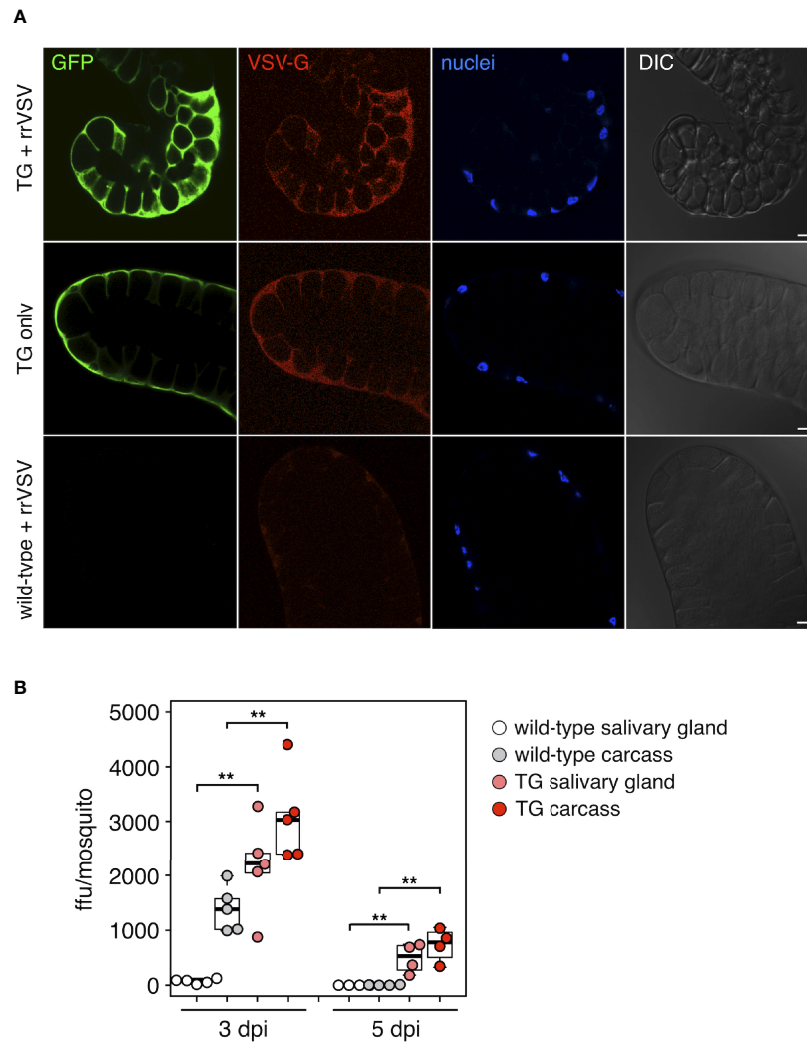 A
GFP
VSV-G
nuclei
DIC
TG + rrVSV
TG only
wild-type + rrVSV
B
ffu/mosquito
5000
4000
3000
2000
1000
0
**
**
**
**
3 dpi
5 dpi
wild-type salivary gland
wild-type carcass
TG salivary gland
TG carcass